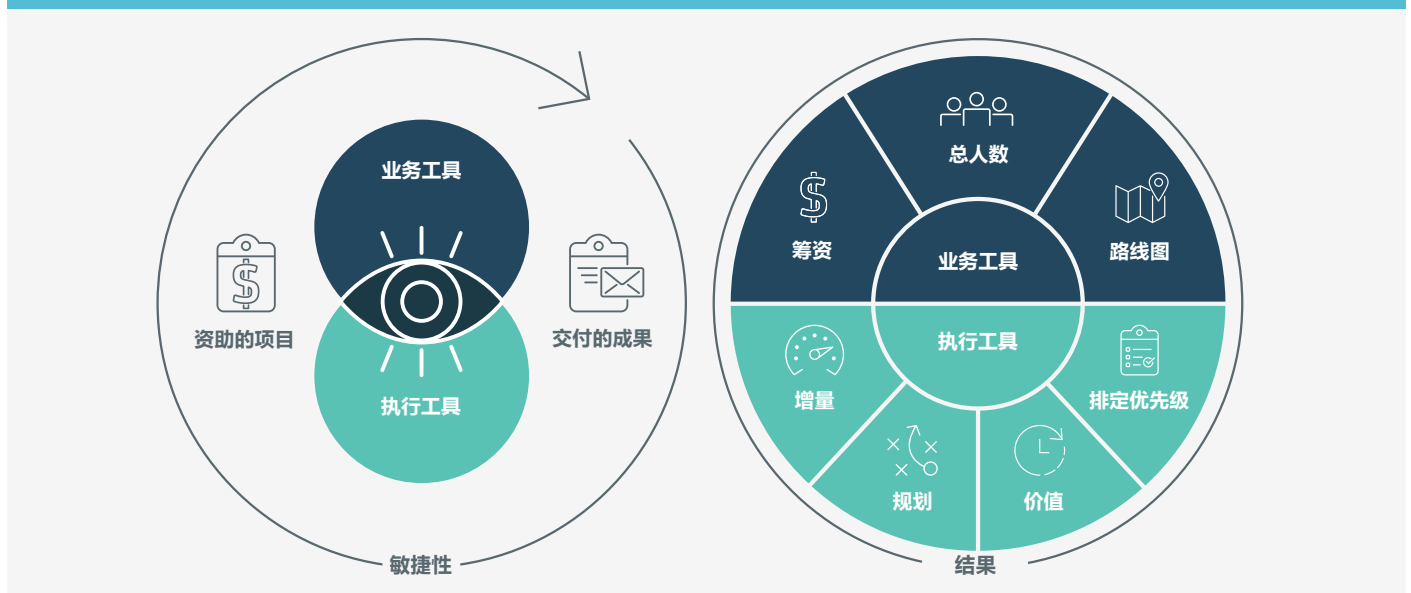 业务工具
资助的项目
交付的成果
执行工具
敏捷性
总人数
筹资
路线图
业务工具
执行工具
增量
排定优先级
规划
价值
结果